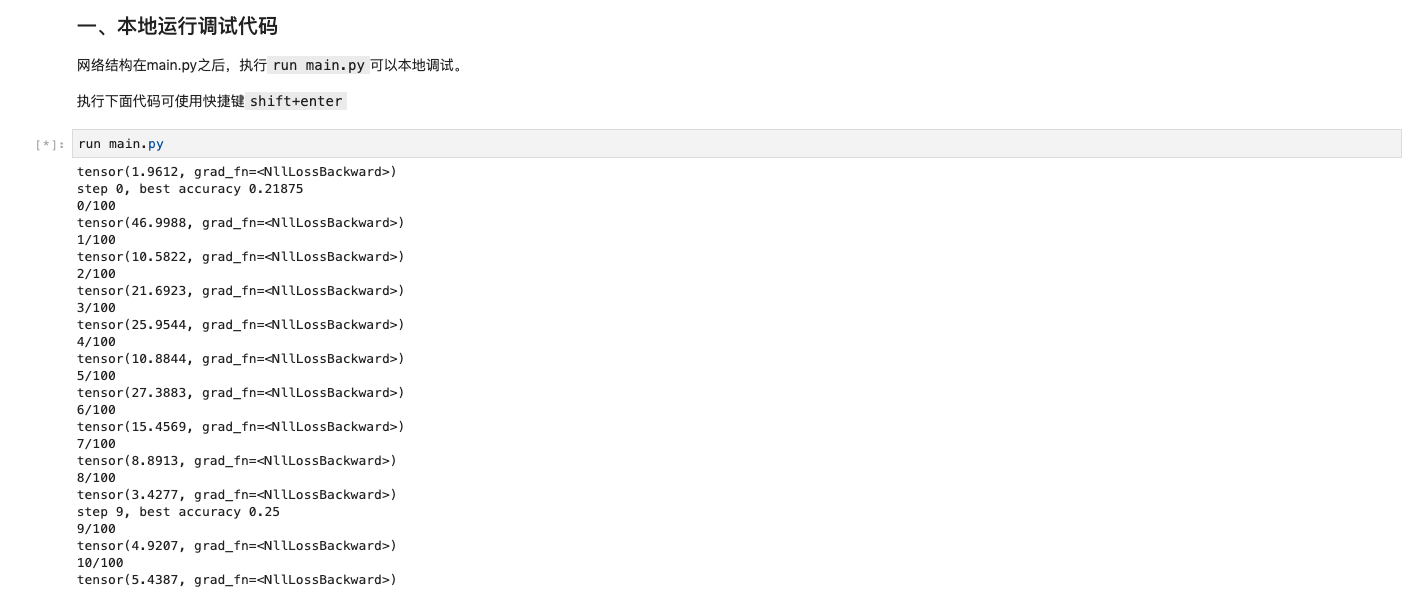 一、本地运行调试代码
网络结构在main.py之后，执行 run main.py 可以本地调试。
执行下面代码可使用快捷键 shift+enter
[*]: run main.py
tensor(1.9612, grad_fn=<NllLossBackward>)
step 0, best accuracy 0.21875
0/100
tensor(46.9988, grad_fn=<NllLossBackward>)
1/100
tensor(10.5822, grad_fn=<NllLossBackward>)
2/100
tensor(21.6923, grad_fn=<NllLossBackward>)
3/100
tensor(25.9544, grad_fn=<NllLossBackward>)
4/100
tensor(10.8844, grad_fn=<NllLossBackward>)
5/100
tensor(27.3883, grad_fn=<NllLossBackward>)
6/100
tensor(15.4569, grad_fn=<NllLossBackward>)
7/100
tensor(8.8913, grad_fn=<NllLossBackward>)
8/100
tensor(3.4277, grad_fn=<NllLossBackward>)
step 9, best accuracy 0.25
9/100
tensor(4.9207, grad_fn=<NllLossBackward>)
10/100
tensor(5.4387, grad_fn=<NllLossBackward>)